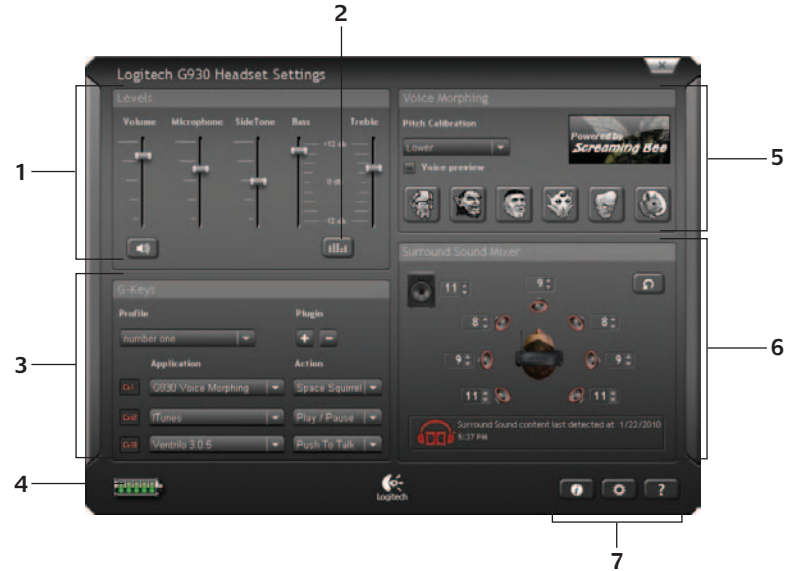 2
Logitech G930 Headset Settings
1
Levels
Volume Microphone SideTone Bass Treble
+12 db
0 db
-12 db
Voice Morphing
Pitch Calibration
Lower
Voice preview
Powered by
Screaming Bee
5
3
G-Keys
Profile Plugin
number one
+ −
Application Action
G1 G930 Voice Morphing Space Squirrel
G2 iTunes Play / Pause
G3 Ventrilo 3.0.5 Push To Talk
Surround Sound Mixer
11 9
8 8
9 9
11 11
Surround Sound content last detected at 1/22/2010
5:37 PM
6
4
Logitech
i ?
7